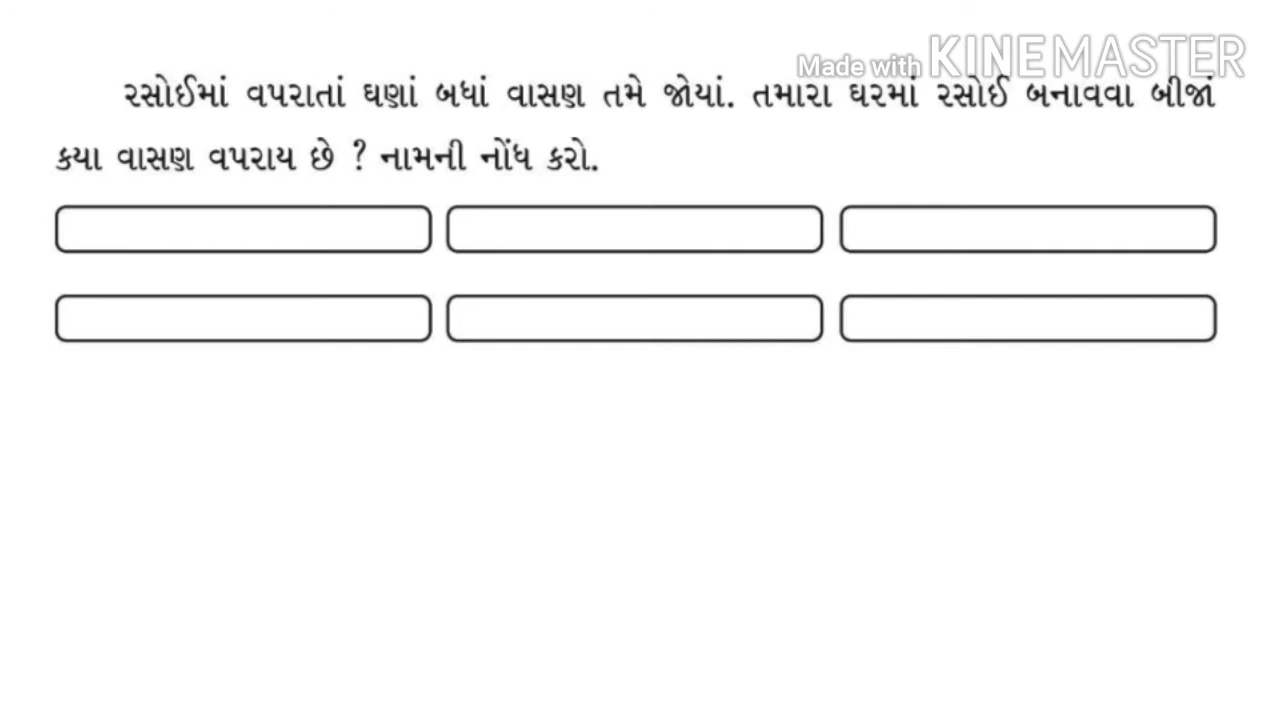 Made with KINEMASTER
રસોઈમાં વપરાતાં ઘણાં બધાં વાસણ તમે જોયાં. તમારા ઘરમાં રસોઈ બનાવવા બીજાં
કયા વાસણ વપરાય છે ? નામની નોંધ કરો.